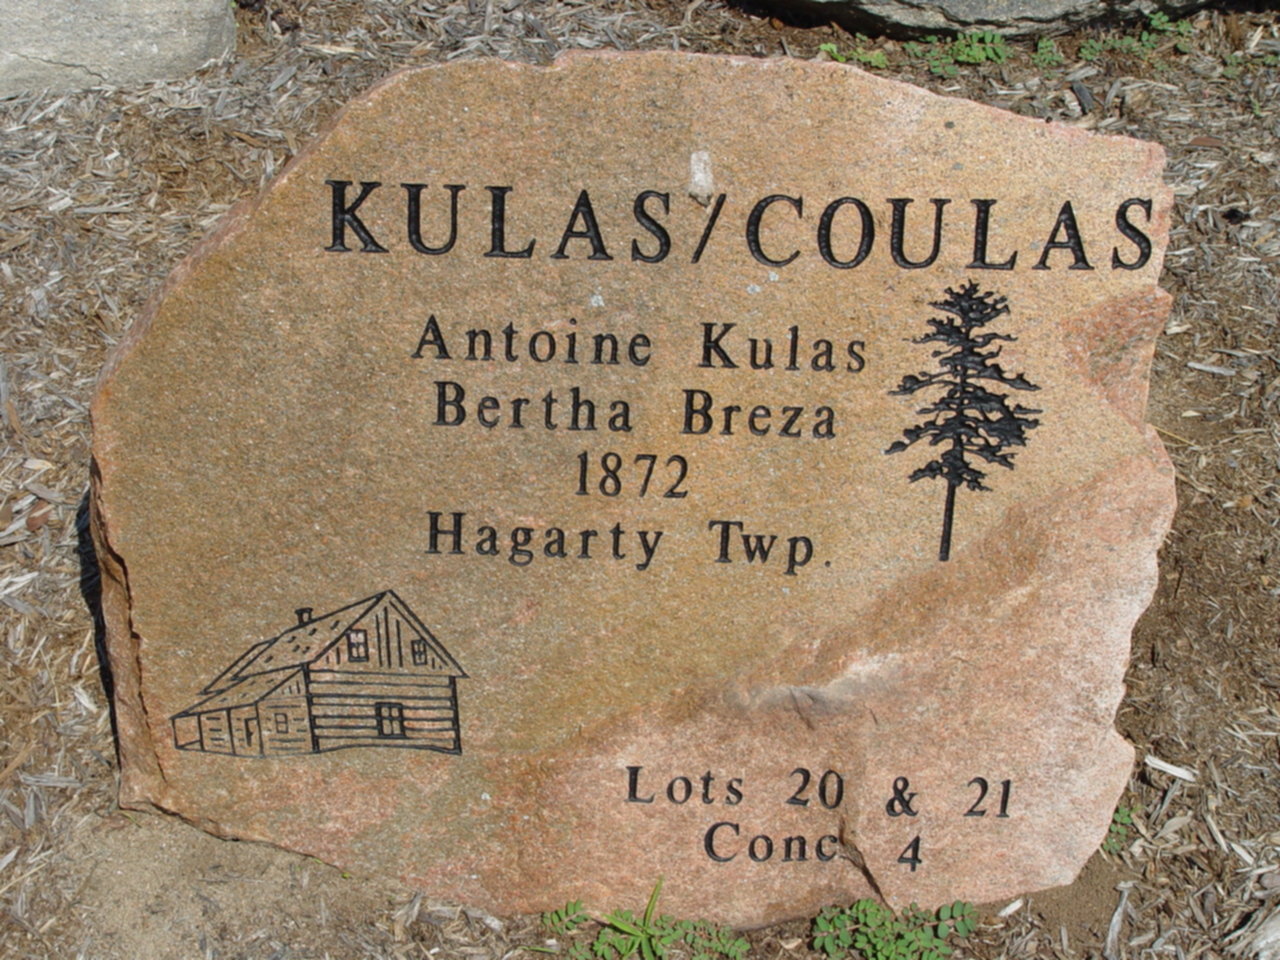 KULAS/COULAS
Antoine Kulas
Bertha Breza
1872
Hagarty Twp.
Lots 20 & 21
Conc 4